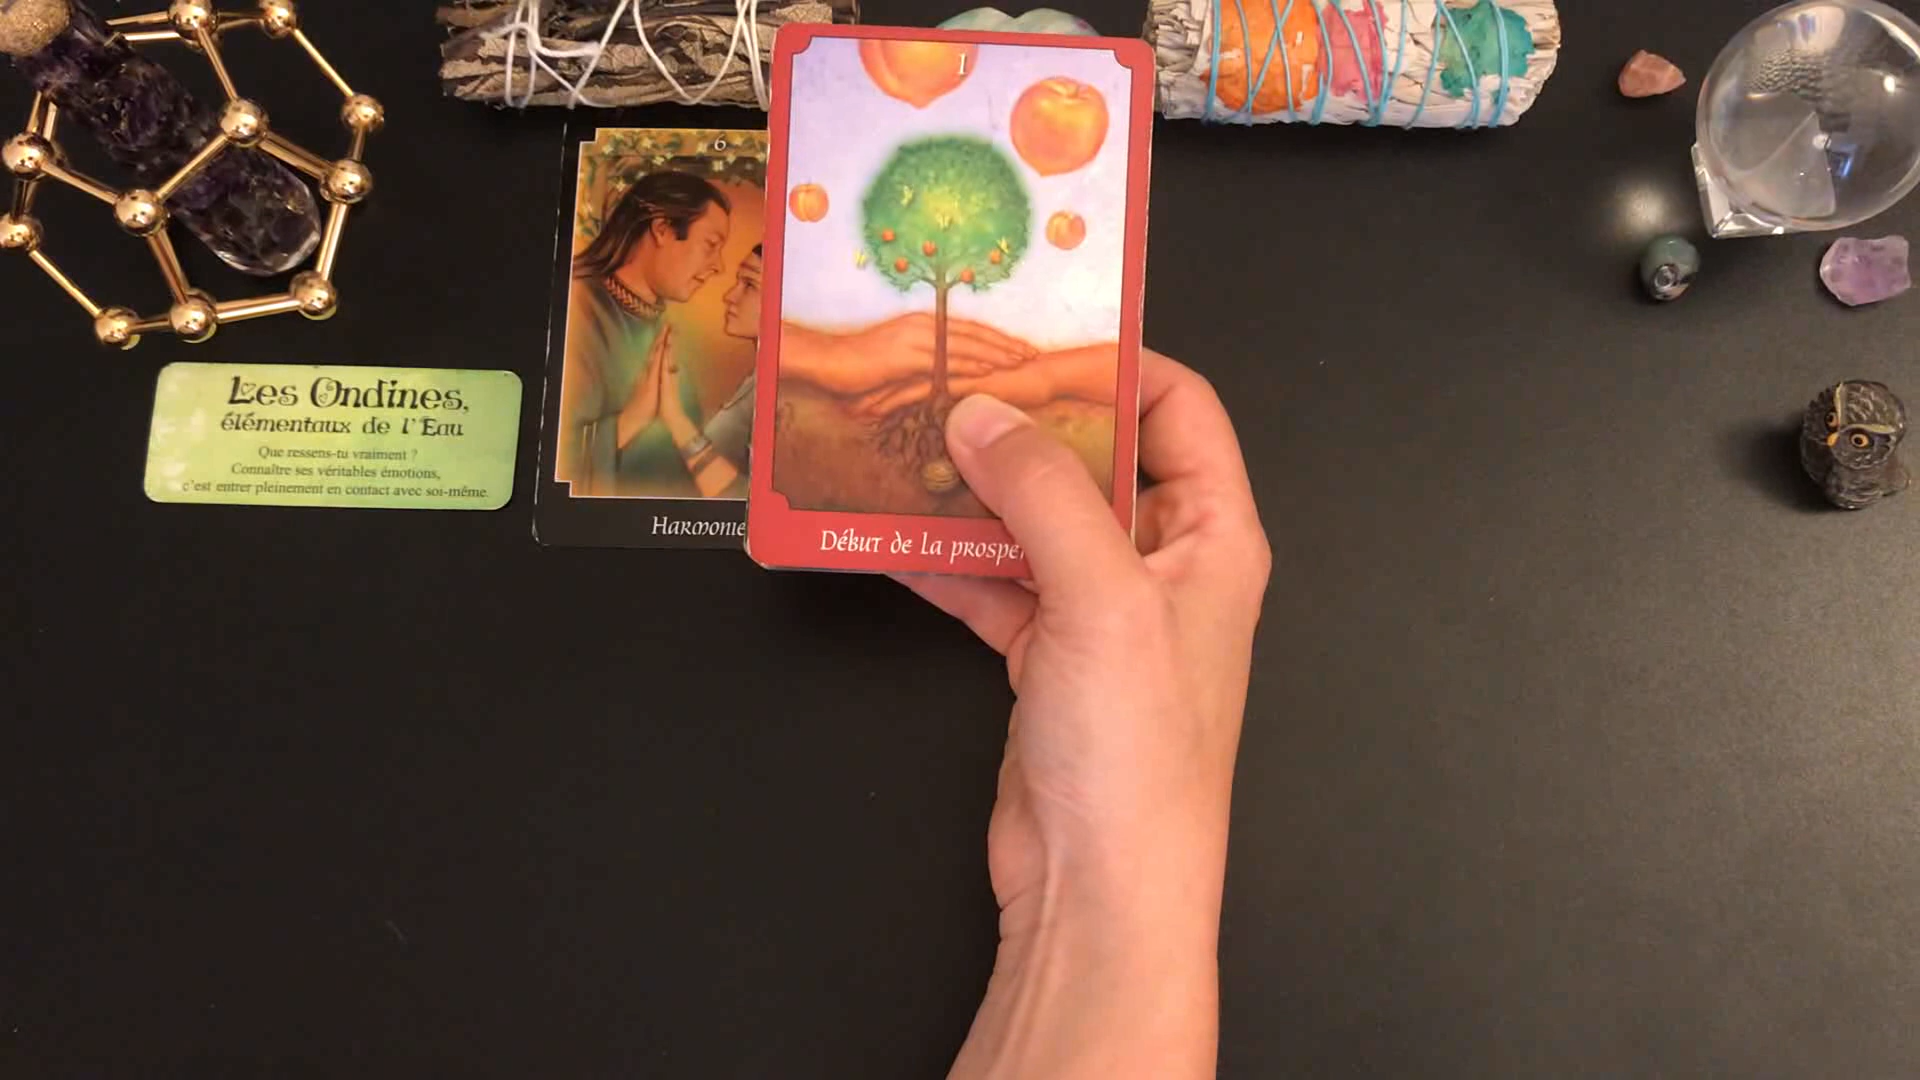 Les Ondines,
élémentaux de l'Eau
Que ressens-tu vraiment ?
Connaître ses véritables émotions,
c'est entrer pleinement en contact avec soi-même.
6
Harmonie
1
Début de la